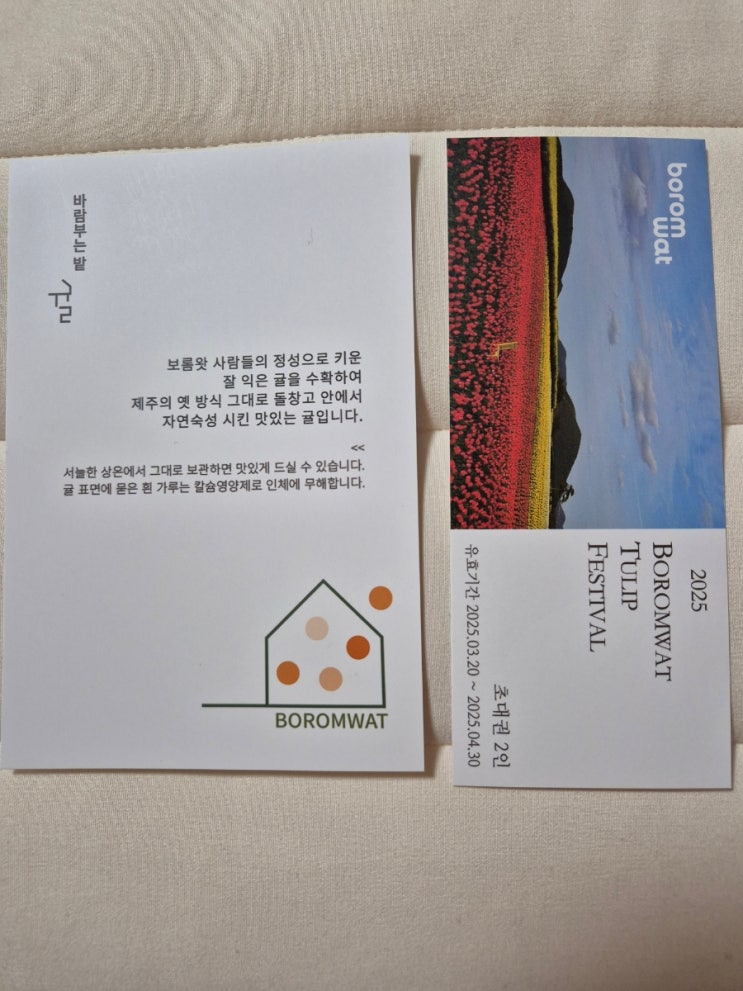 바람부는 밭
귤
보롬왓 사람들의 정성으로 키운
잘 익은 귤을 수확하여
제주의 옛 방식 그대로 돌창고 안에서
자연숙성 시킨 맛있는 귤입니다.
<<
서늘한 상온에서 그대로 보관하면 맛있게 드실 수 있습니다.
귤 표면에 묻은 흰 가루는 칼슘영양제로 인체에 무해합니다.
BOROMWAT
borom
wat
2025
BOROMWAT
TULIP
FESTIVAL
초대권 2인
유효기간 2025.03.20 ~ 2025.04.30